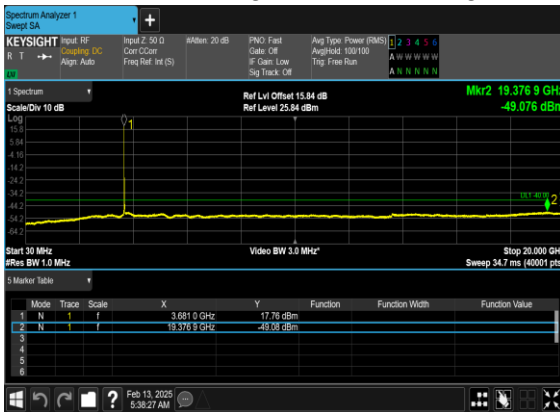 Spectrum Analyzer 1
Swept SA
+
KEYSIGHT Input: RF Input Z: 50 Ω #Atten: 20 dB PNO: Fast Avg Type: Power (RMS) 1 2 3 4 5 6
R T Coupling: DC Corr CCorr Gate: Off Avg|Hold: 100/100 A W W W W W
Align: Auto Freq Ref: Int (S) IF Gain: Low Trig: Free Run A N N N N N
Sig Track: Off
1 Spectrum
Ref Lvl Offset 15.84 dB Mkr2 19.376 9 GHz
Scale/Div 10 dB Ref Level 25.84 dBm -49.076 dBm
Log
15.8
5.84
-4.16
-14.2
-24.2
-34.2
-44.2
-54.2
-64.2
1
DL1 -40.00
2
Start 30 MHz Video BW 3.0 MHz* Stop 20.000 GHz
#Res BW 1.0 MHz Sweep 34.7 ms (40001 pts)
5 Marker Table
Mode Trace Scale X Y Function Function Width Function Value
1 N 1 f 3.681 0 GHz 17.76 dBm
2 N 1 f 19.376 9 GHz -49.08 dBm
3
4
5
6
? Feb 13, 2025
5:38:27 AM